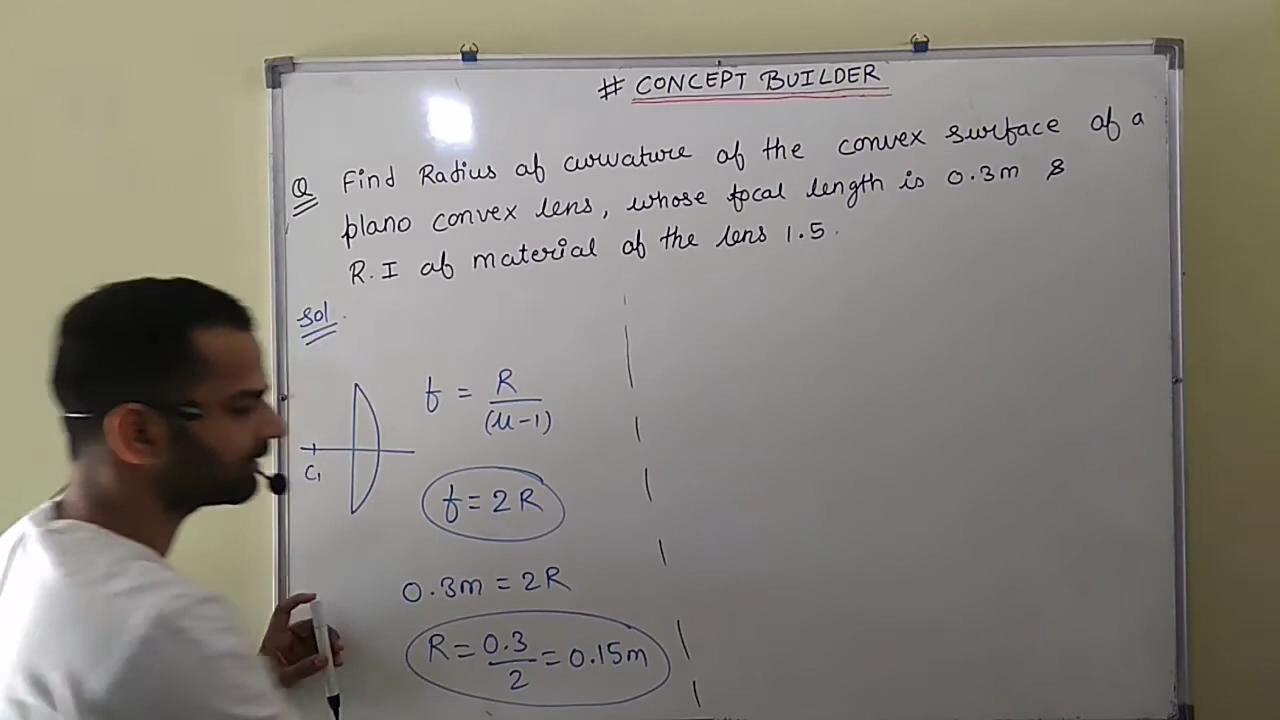 # CONCEPT BUILDER
Q Find Radius of curvature of the convex surface of a
plano convex lens, whose focal length is 0.3m &
R.I of material of the lens 1.5.
Sol.
f = R/(μ-1)
C₁
f = 2R
0.3m = 2R
R = 0.3/2 = 0.15m